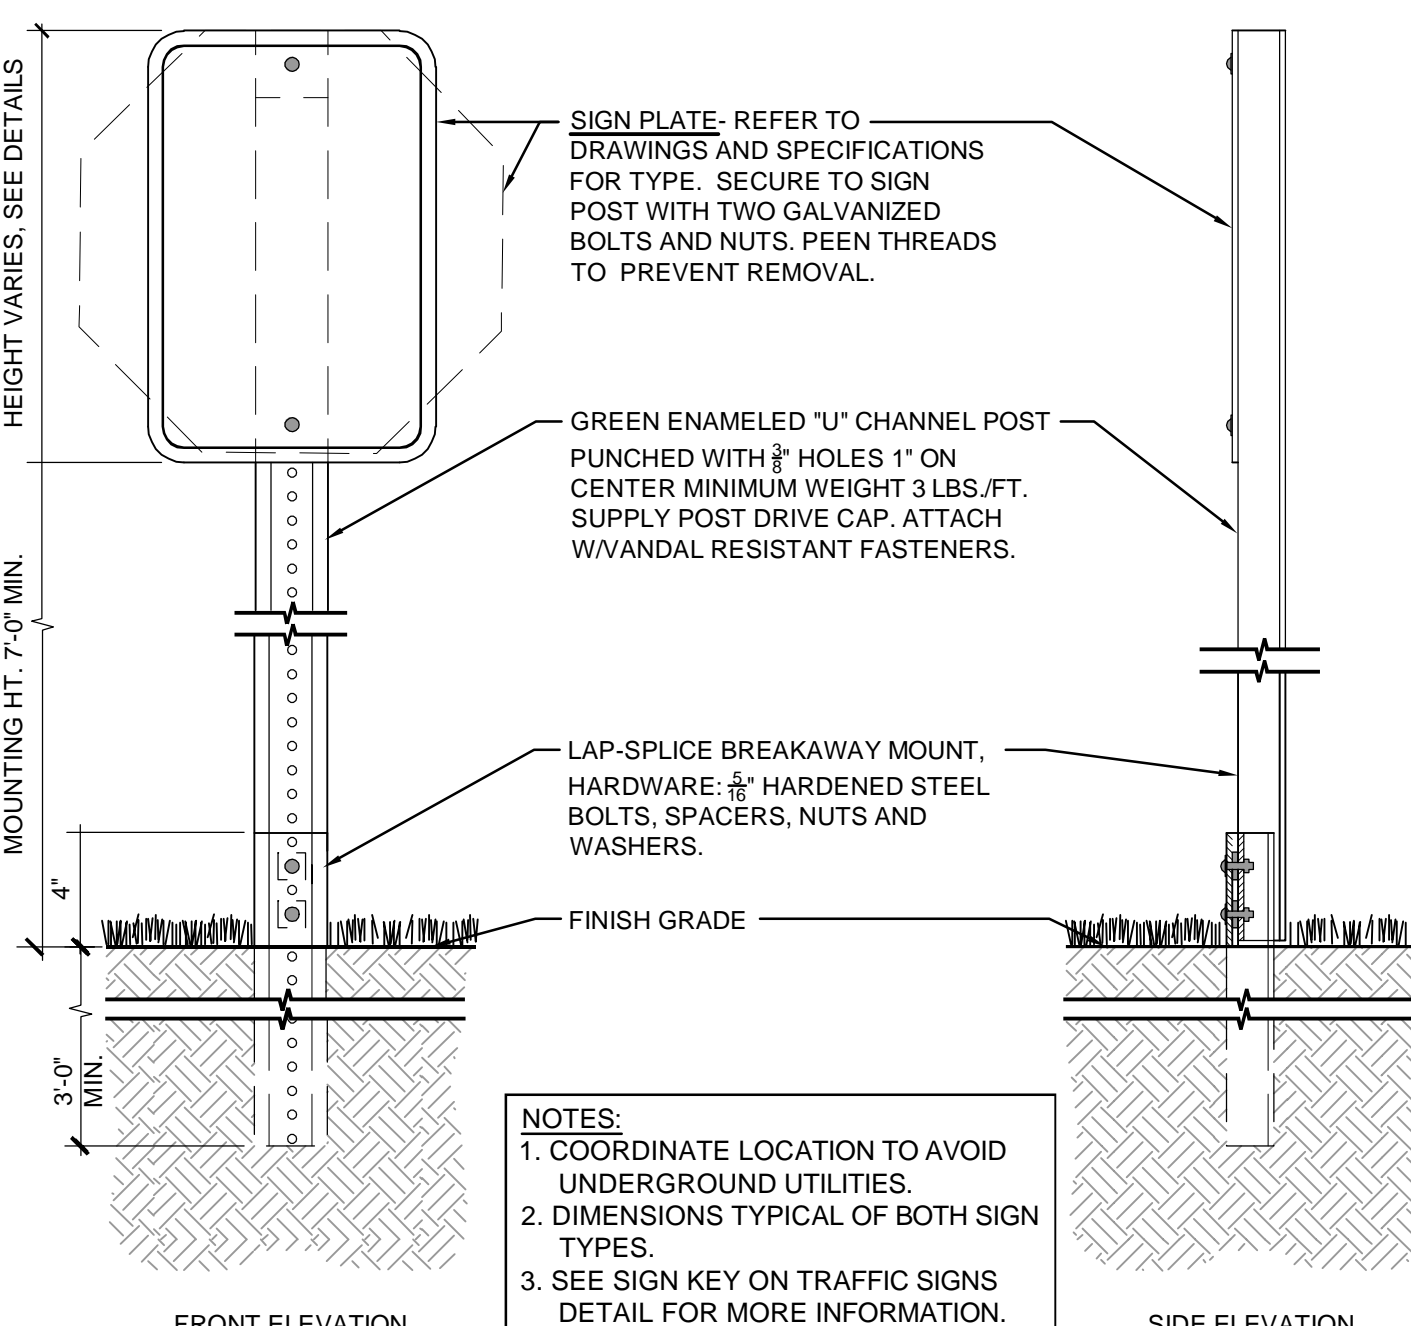 HEIGHT VARIES, SEE DETAILS
MOUNTING HT. 7'-0" MIN.
4"
3'-0"
MIN.
SIGN PLATE- REFER TO
DRAWINGS AND SPECIFICATIONS
FOR TYPE.  SECURE TO SIGN
POST WITH TWO GALVANIZED
BOLTS AND NUTS. PEEN THREADS
TO  PREVENT REMOVAL.
GREEN ENAMELED "U" CHANNEL POST
PUNCHED WITH 3/8" HOLES 1" ON
CENTER MINIMUM WEIGHT 3 LBS./FT.
SUPPLY POST DRIVE CAP. ATTACH
W/VANDAL RESISTANT FASTENERS.
LAP-SPLICE BREAKAWAY MOUNT,
HARDWARE: 5/16" HARDENED STEEL
BOLTS, SPACERS, NUTS AND
WASHERS.
FINISH GRADE
NOTES:
1. COORDINATE LOCATION TO AVOID
UNDERGROUND UTILITIES.
2. DIMENSIONS TYPICAL OF BOTH SIGN
TYPES.
3. SEE SIGN KEY ON TRAFFIC SIGNS
DETAIL FOR MORE INFORMATION.
FRONT ELEVATION
SIDE ELEVATION